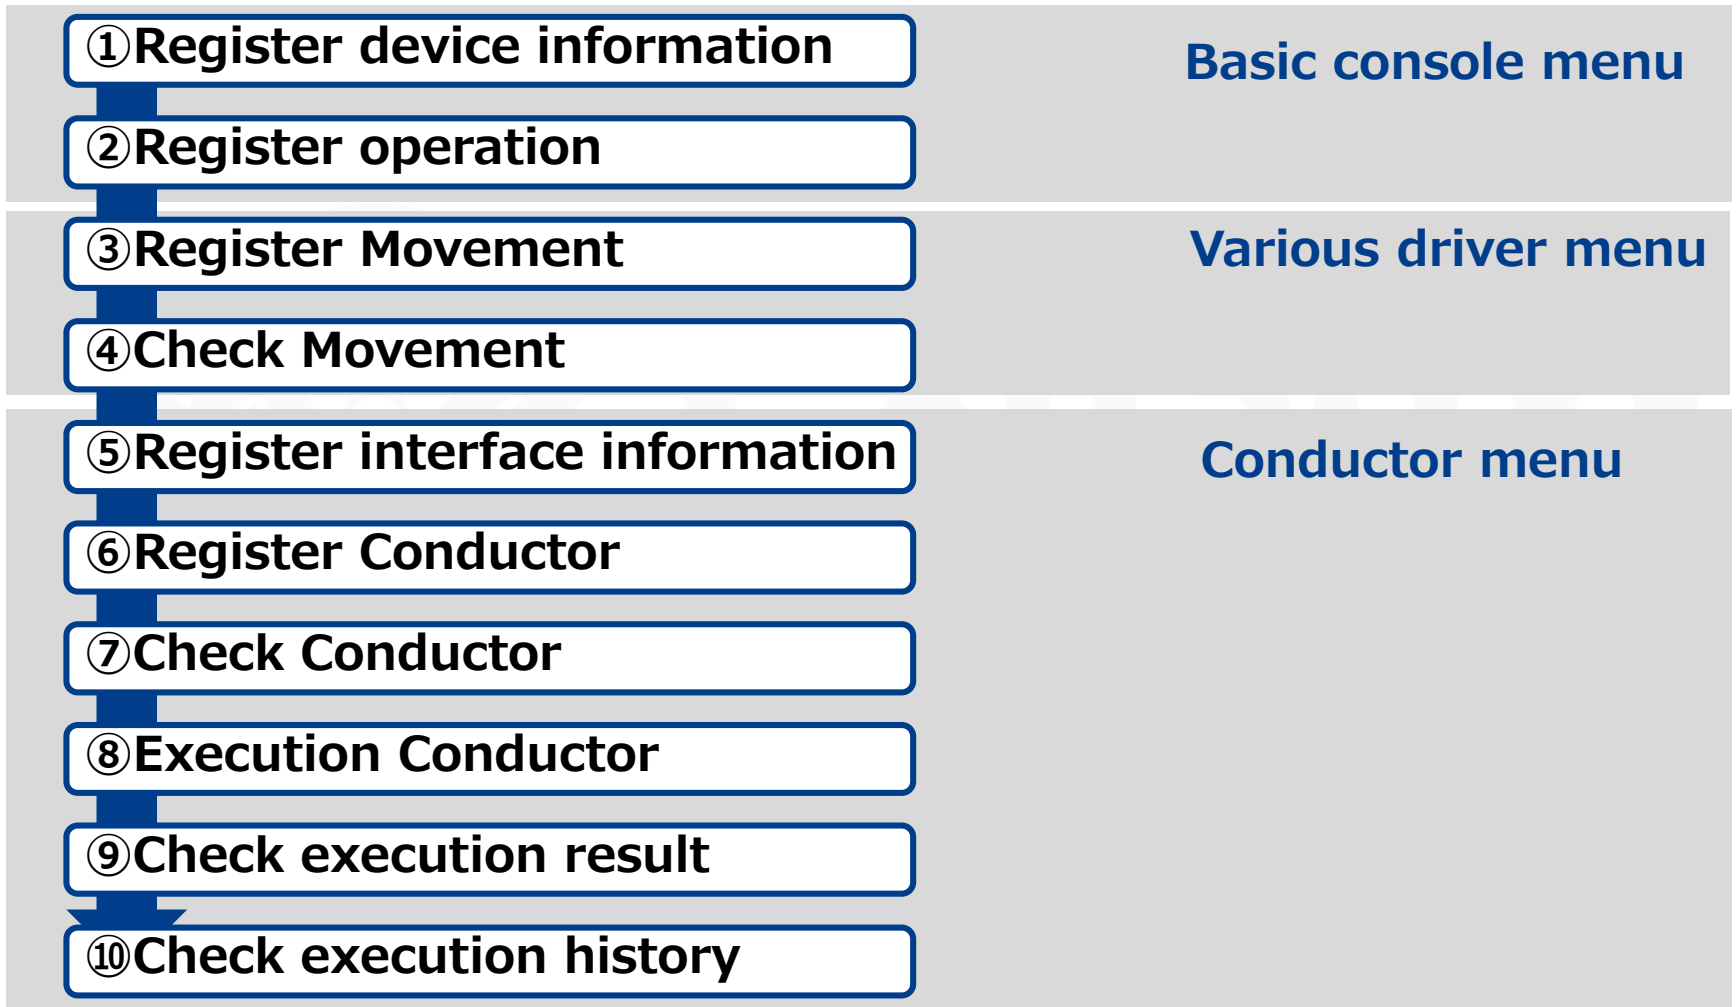 ①Register device information
Basic console menu
②Register operation
③Register Movement
Various driver menu
④Check Movement
⑤Register interface information
Conductor menu
⑥Register Conductor
⑦Check Conductor
⑧Execution Conductor
⑨Check execution result
⑩Check execution history